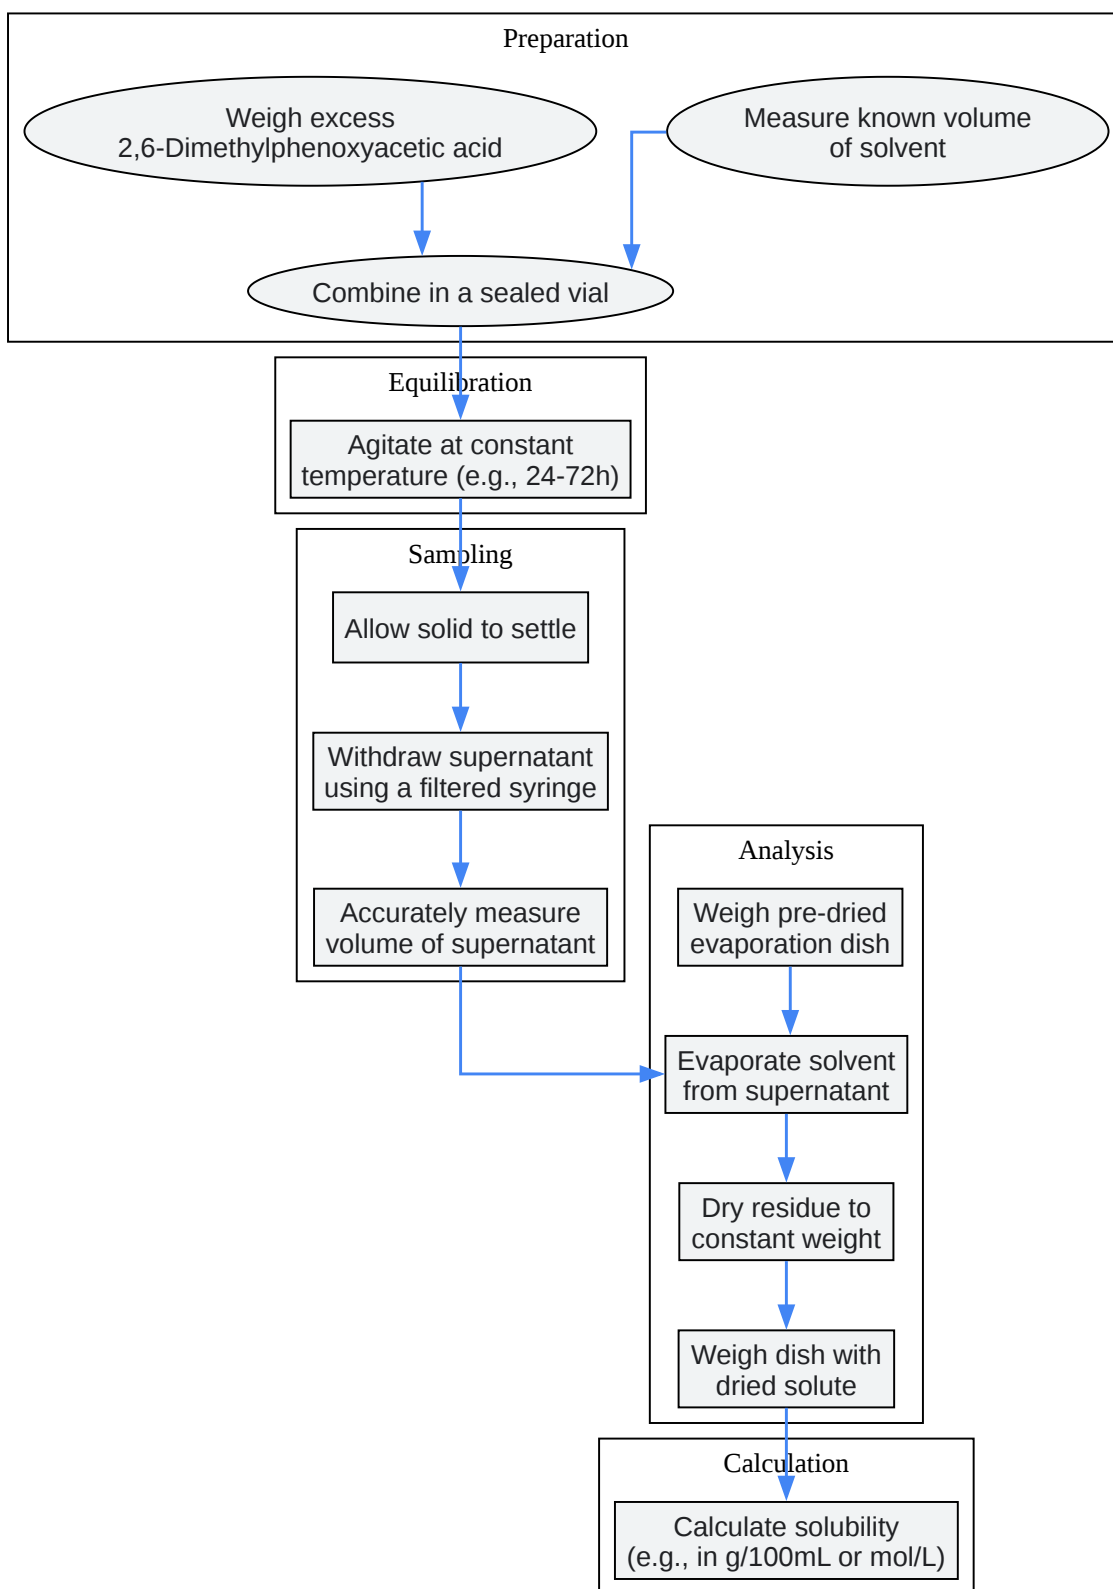 Preparation
Weigh excess
2,6-Dimethylphenoxyacetic acid
Measure known volume
of solvent
Combine in a sealed vial
Equilibration
Agitate at constant
temperature (e.g., 24-72h)
Sampling
Allow solid to settle
Withdraw supernatant
using a filtered syringe
Accurately measure
volume of supernatant
Analysis
Weigh pre-dried
evaporation dish
Evaporate solvent
from supernatant
Dry residue to
constant weight
Weigh dish with
dried solute
Calculation
Calculate solubility
(e.g., in g/100mL or mol/L)